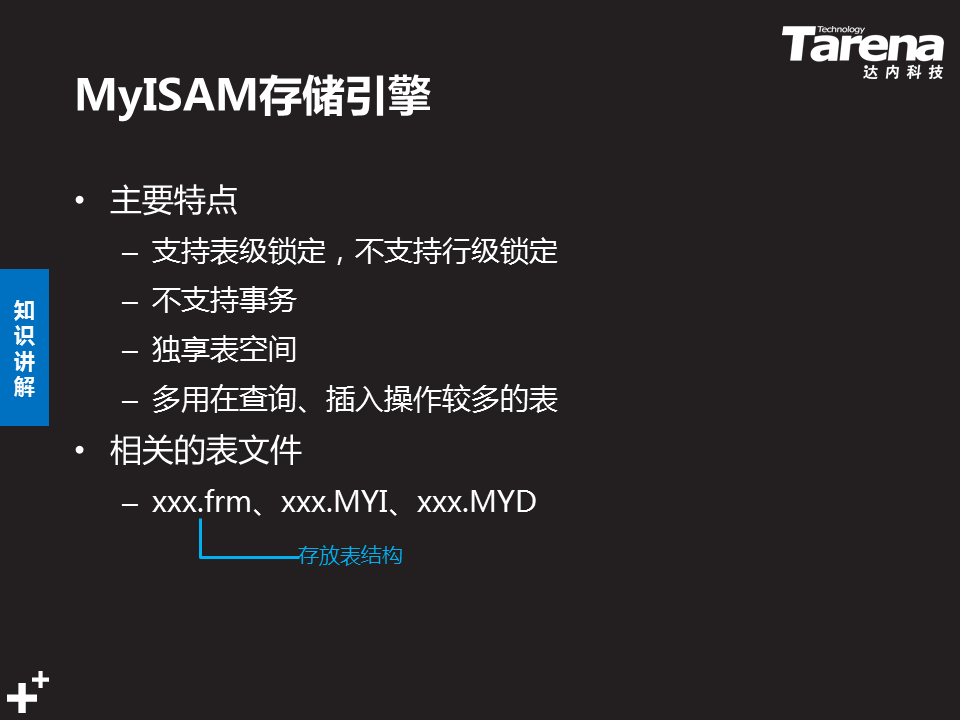 Technology
Tarena
达内科技
MyISAM存储引擎
• 主要特点
– 支持表级锁定，不支持行级锁定
– 不支持事务
– 独享表空间
– 多用在查询、插入操作较多的表
• 相关的表文件
– xxx.frm、xxx.MYI、xxx.MYD
存放表结构
知识讲解